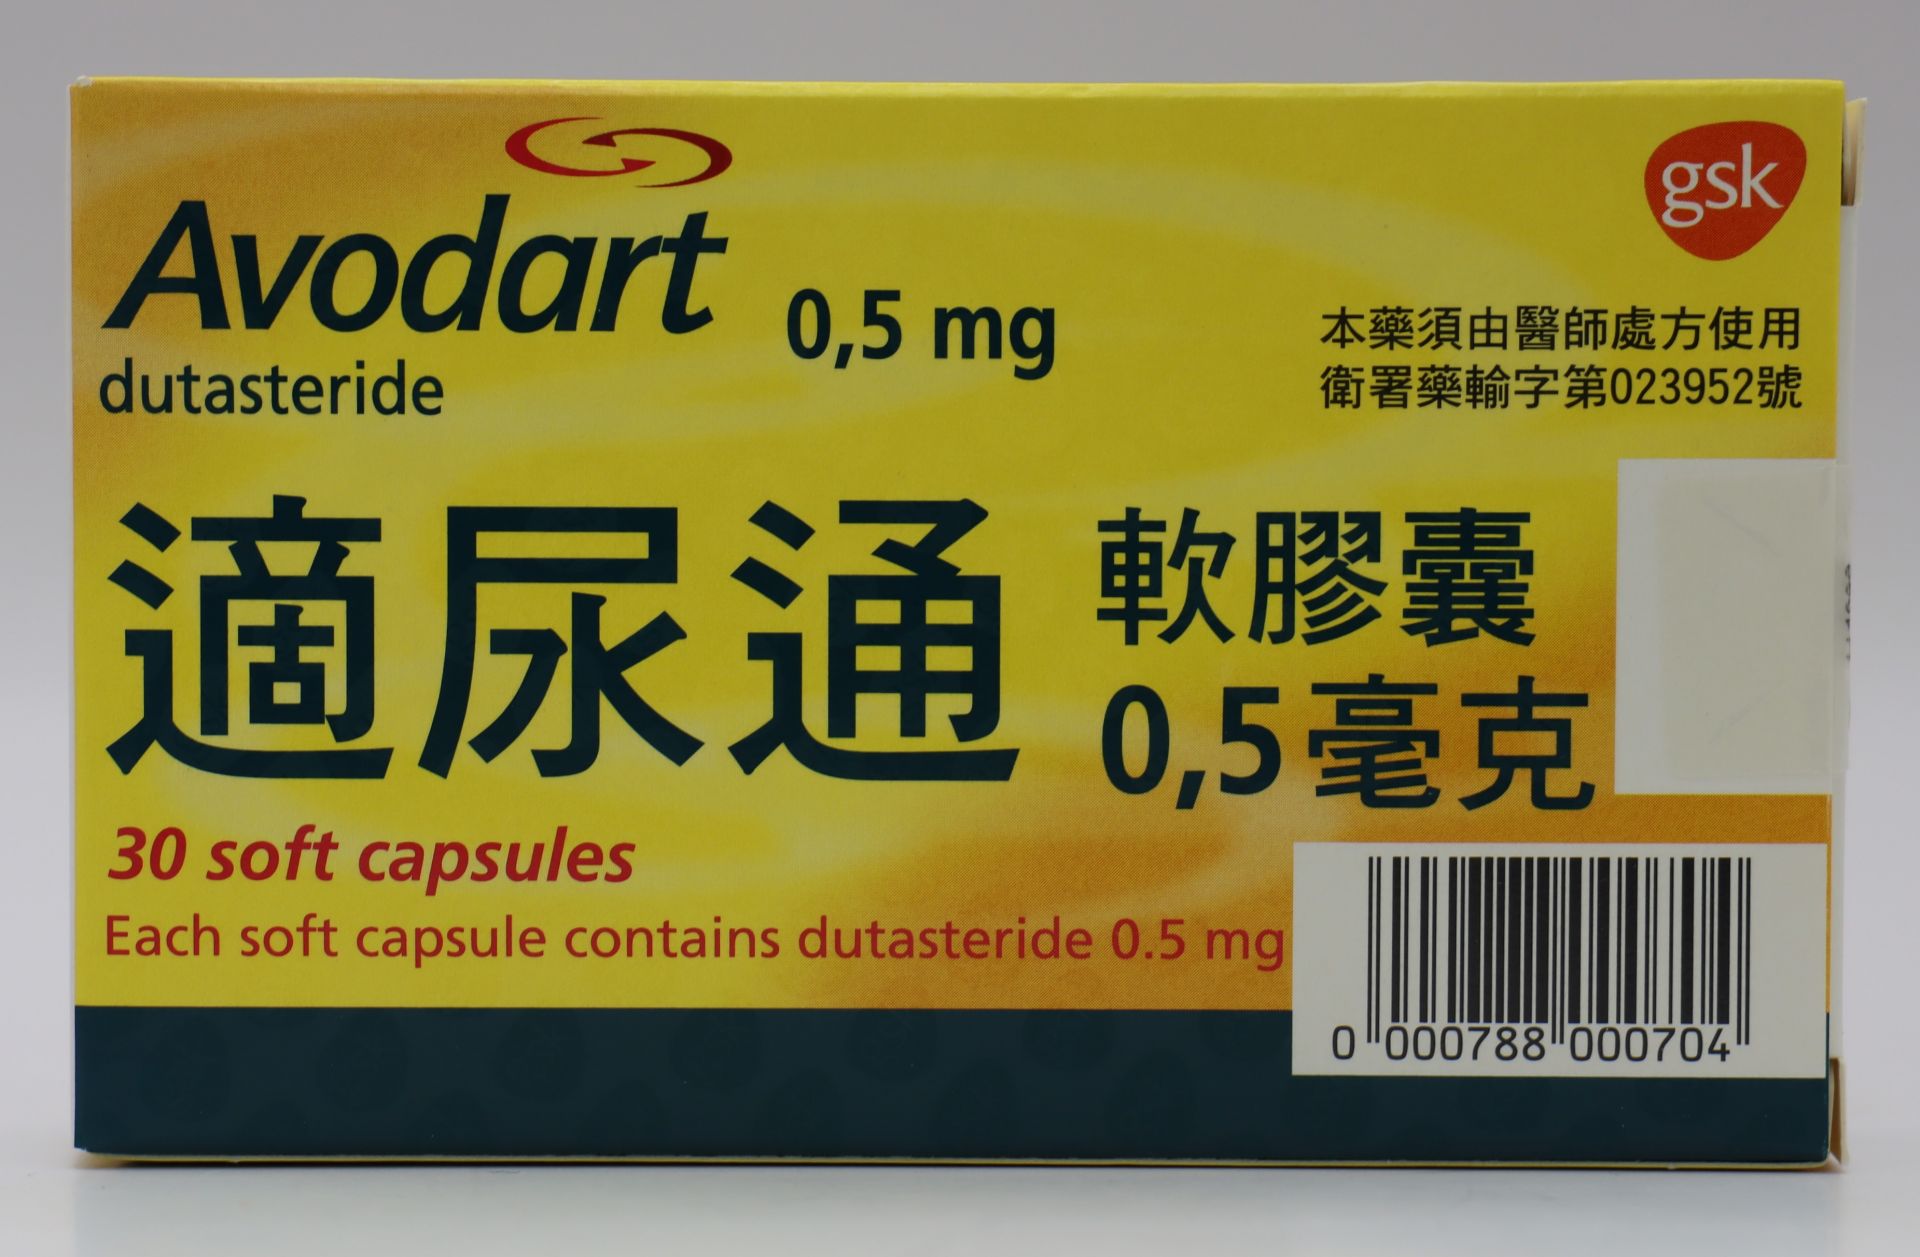 Avodart 0,5 mg
dutasteride
gsk
本藥須由醫師處方使用
衛署藥輸字第023952號
適尿通
軟膠囊
0,5毫克
30 soft capsules
Each soft capsule contains dutasteride 0.5 mg
0 000788 000704